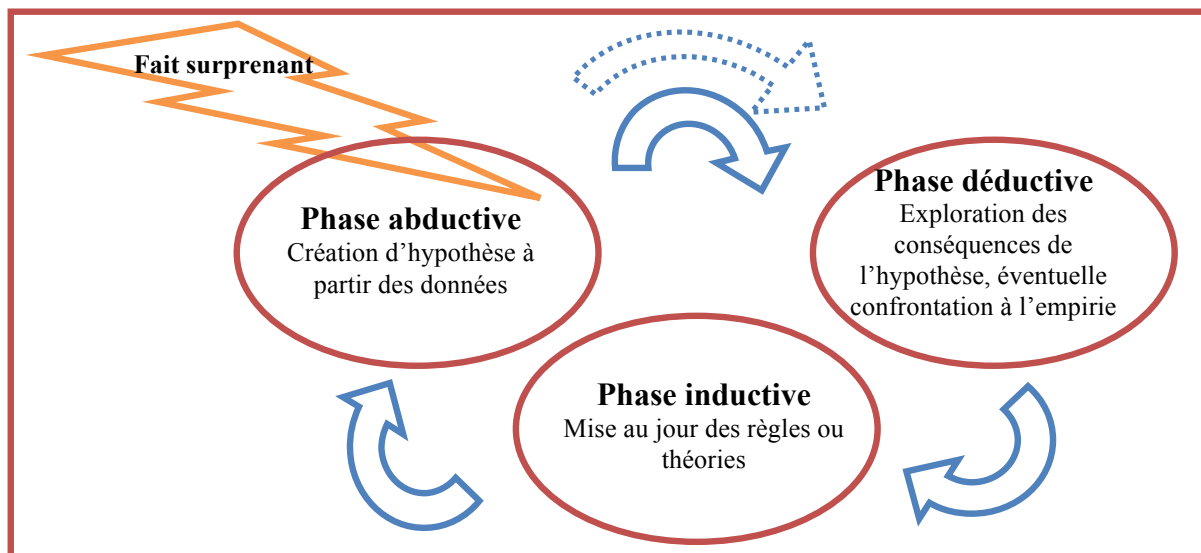 Fait surprenant
Phase abductive
Création d’hypothèse à
partir des données
Phase déductive
Exploration des
conséquences de
l’hypothèse, éventuelle
confrontation à l’empirie
Phase inductive
Mise au jour des règles ou
théories